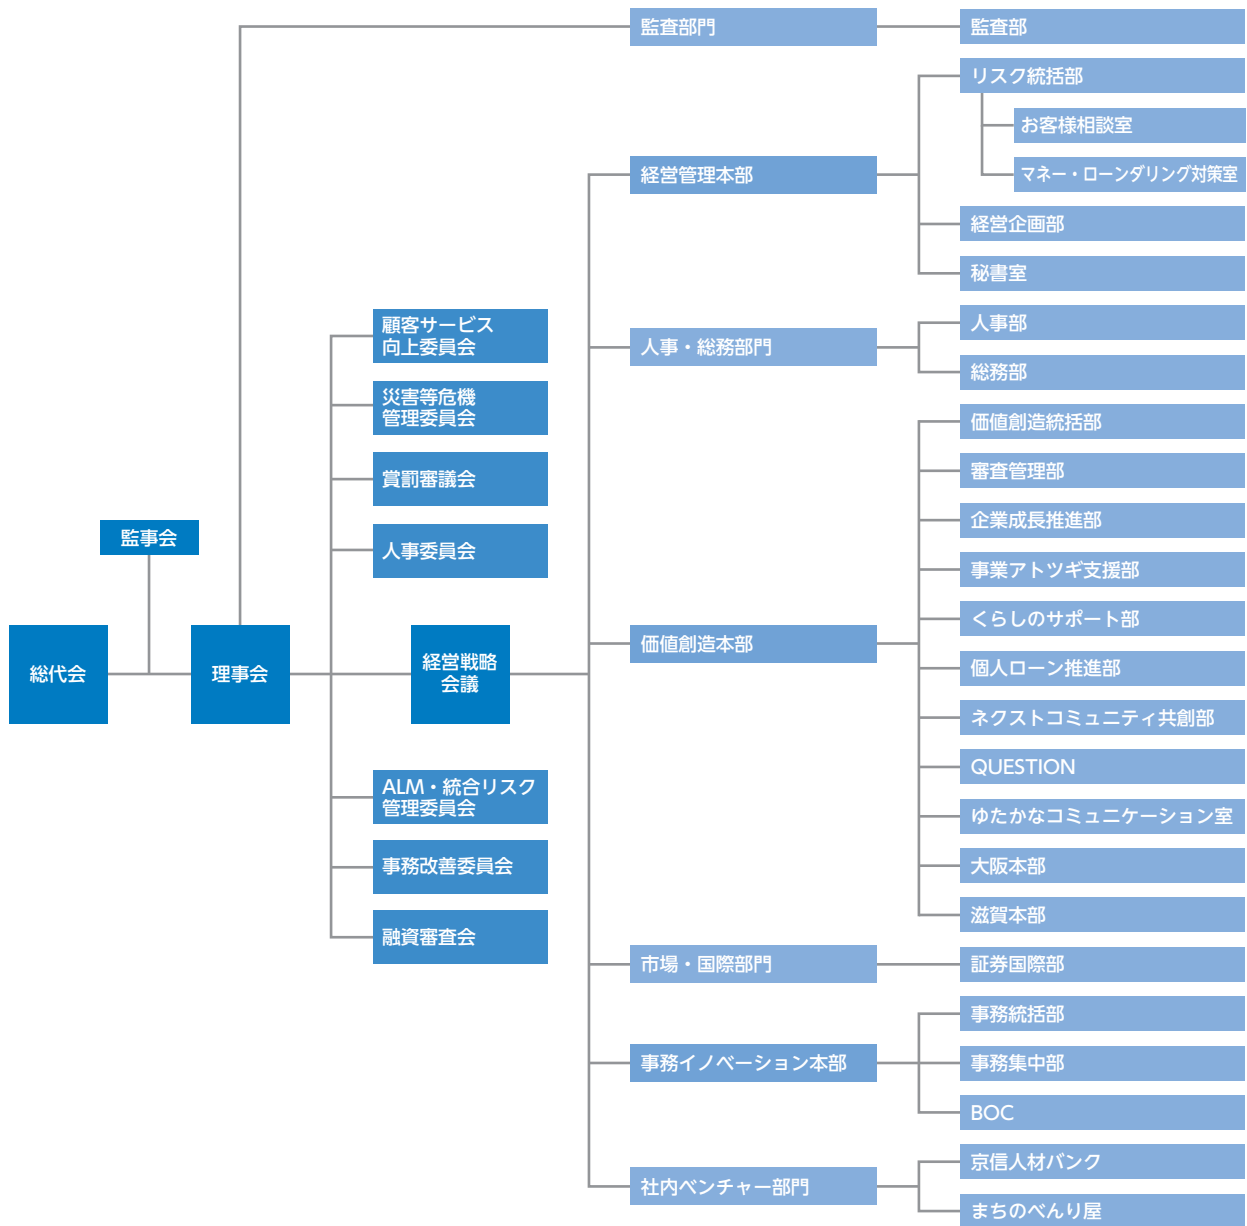 総代会
監事会
理事会
顧客サービス
向上委員会
災害等危機
管理委員会
賞罰審議会
人事委員会
経営戦略
会議
ALM・統合リスク
管理委員会
事務改善委員会
融資審査会
監査部門
監査部
経営管理本部
リスク統括部
お客様相談室
マネー・ローンダリング対策室
経営企画部
秘書室
人事・総務部門
人事部
総務部
価値創造本部
価値創造統括部
審査管理部
企業成長推進部
事業アトツギ支援部
くらしのサポート部
個人ローン推進部
ネクストコミュニティ共創部
QUESTION
ゆたかなコミュニケーション室
大阪本部
滋賀本部
市場・国際部門
証券国際部
事務イノベーション本部
事務統括部
事務集中部
BOC
社内ベンチャー部門
京信人材バンク
まちのべんり屋